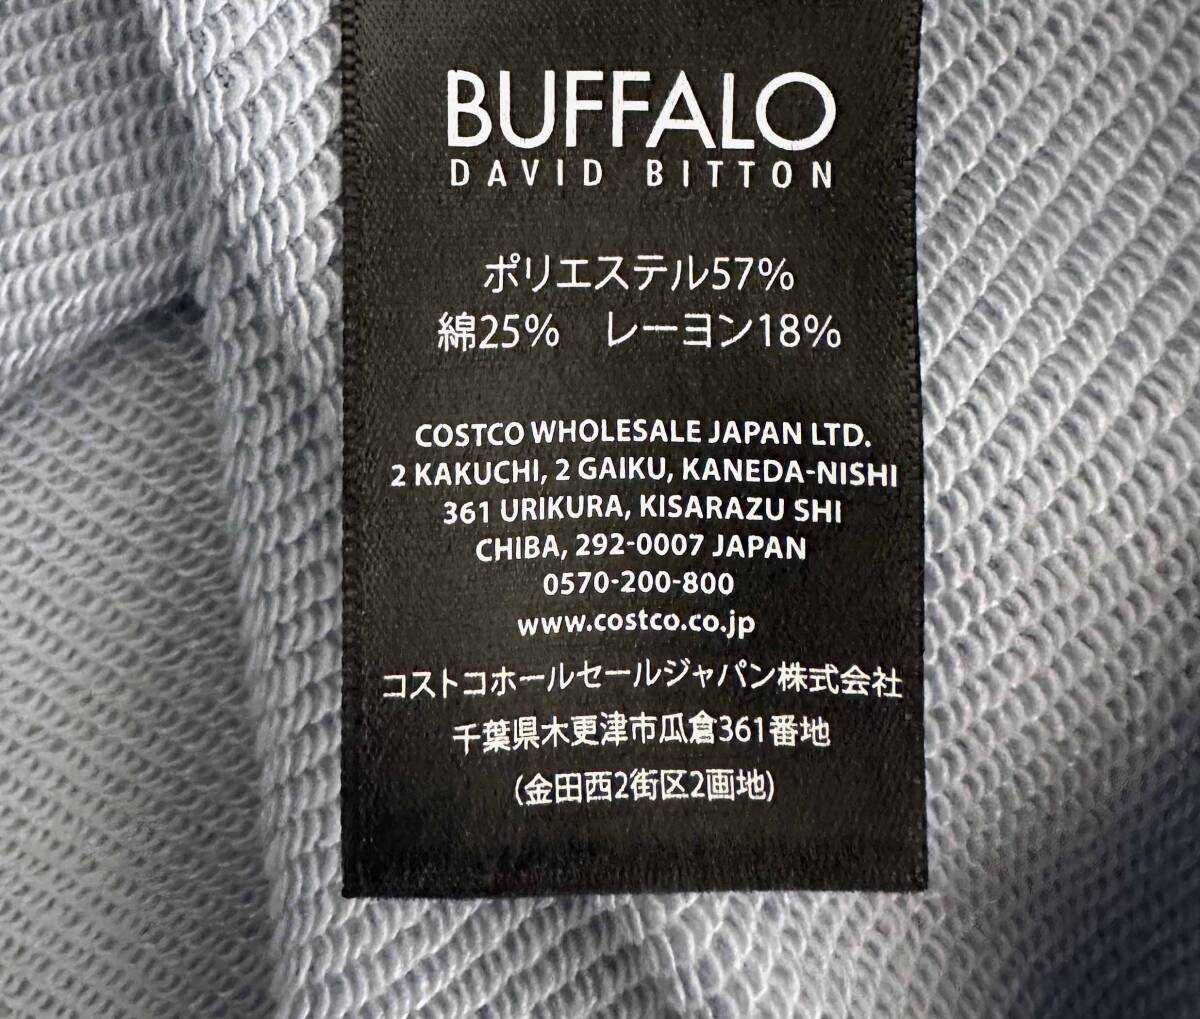 BUFFALO
DAVID BITTON
ポリエステル57%
綿25%　レーヨン18%
COSTCO WHOLESALE JAPAN LTD.
2 KAKUCHI, 2 GAIKU, KANEDA-NISHI
361 URIKURA, KISARAZU SHI
CHIBA, 292-0007 JAPAN
0570-200-800
www.costco.co.jp
コストコホールセールジャパン株式会社
千葉県木更津市瓜倉361番地
(金田西2街区2画地)